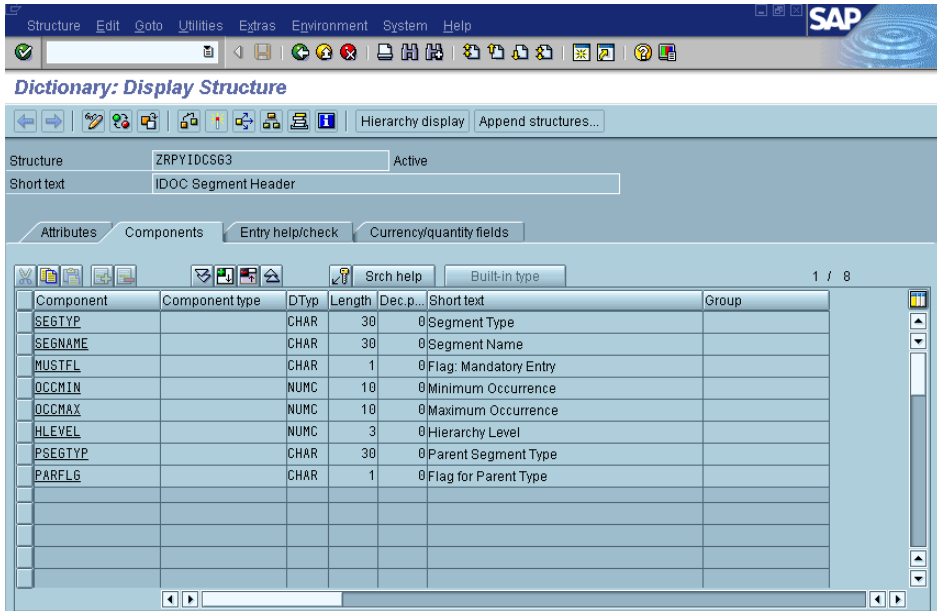 Structure Edit Goto Utilities Extras Environment System Help
SAP
Dictionary: Display Structure
Hierarchy display Append structures...
Structure ZRPYIDCSG3 Active
Short text IDOC Segment Header
Attributes Components Entry help/check Currency/quantity fields
Srch help Built-in type 1 / 8
Component Component type DTyp Length Dec.p... Short text Group
SEGTYP CHAR 30 0 Segment Type
SEGNAME CHAR 30 0 Segment Name
MUSTFL CHAR 1 0 Flag: Mandatory Entry
OCCMIN NUMC 10 0 Minimum Occurrence
OCCMAX NUMC 10 0 Maximum Occurrence
HLEVEL NUMC 3 0 Hierarchy Level
PSEGTYP CHAR 30 0 Parent Segment Type
PARFLG CHAR 1 0 Flag for Parent Type